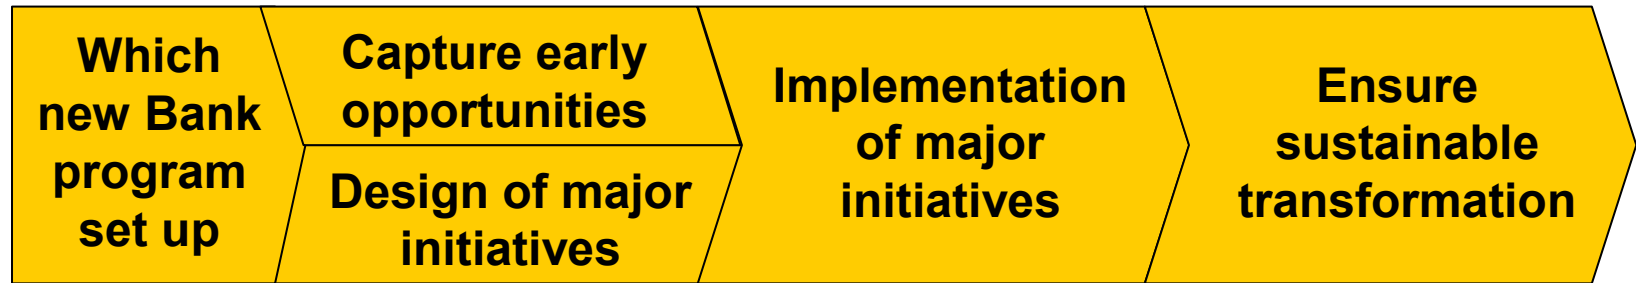 Which
new Bank
program
set up
Capture early
opportunities
Design of major
initiatives
Implementation
of major
initiatives
Ensure
sustainable
transformation